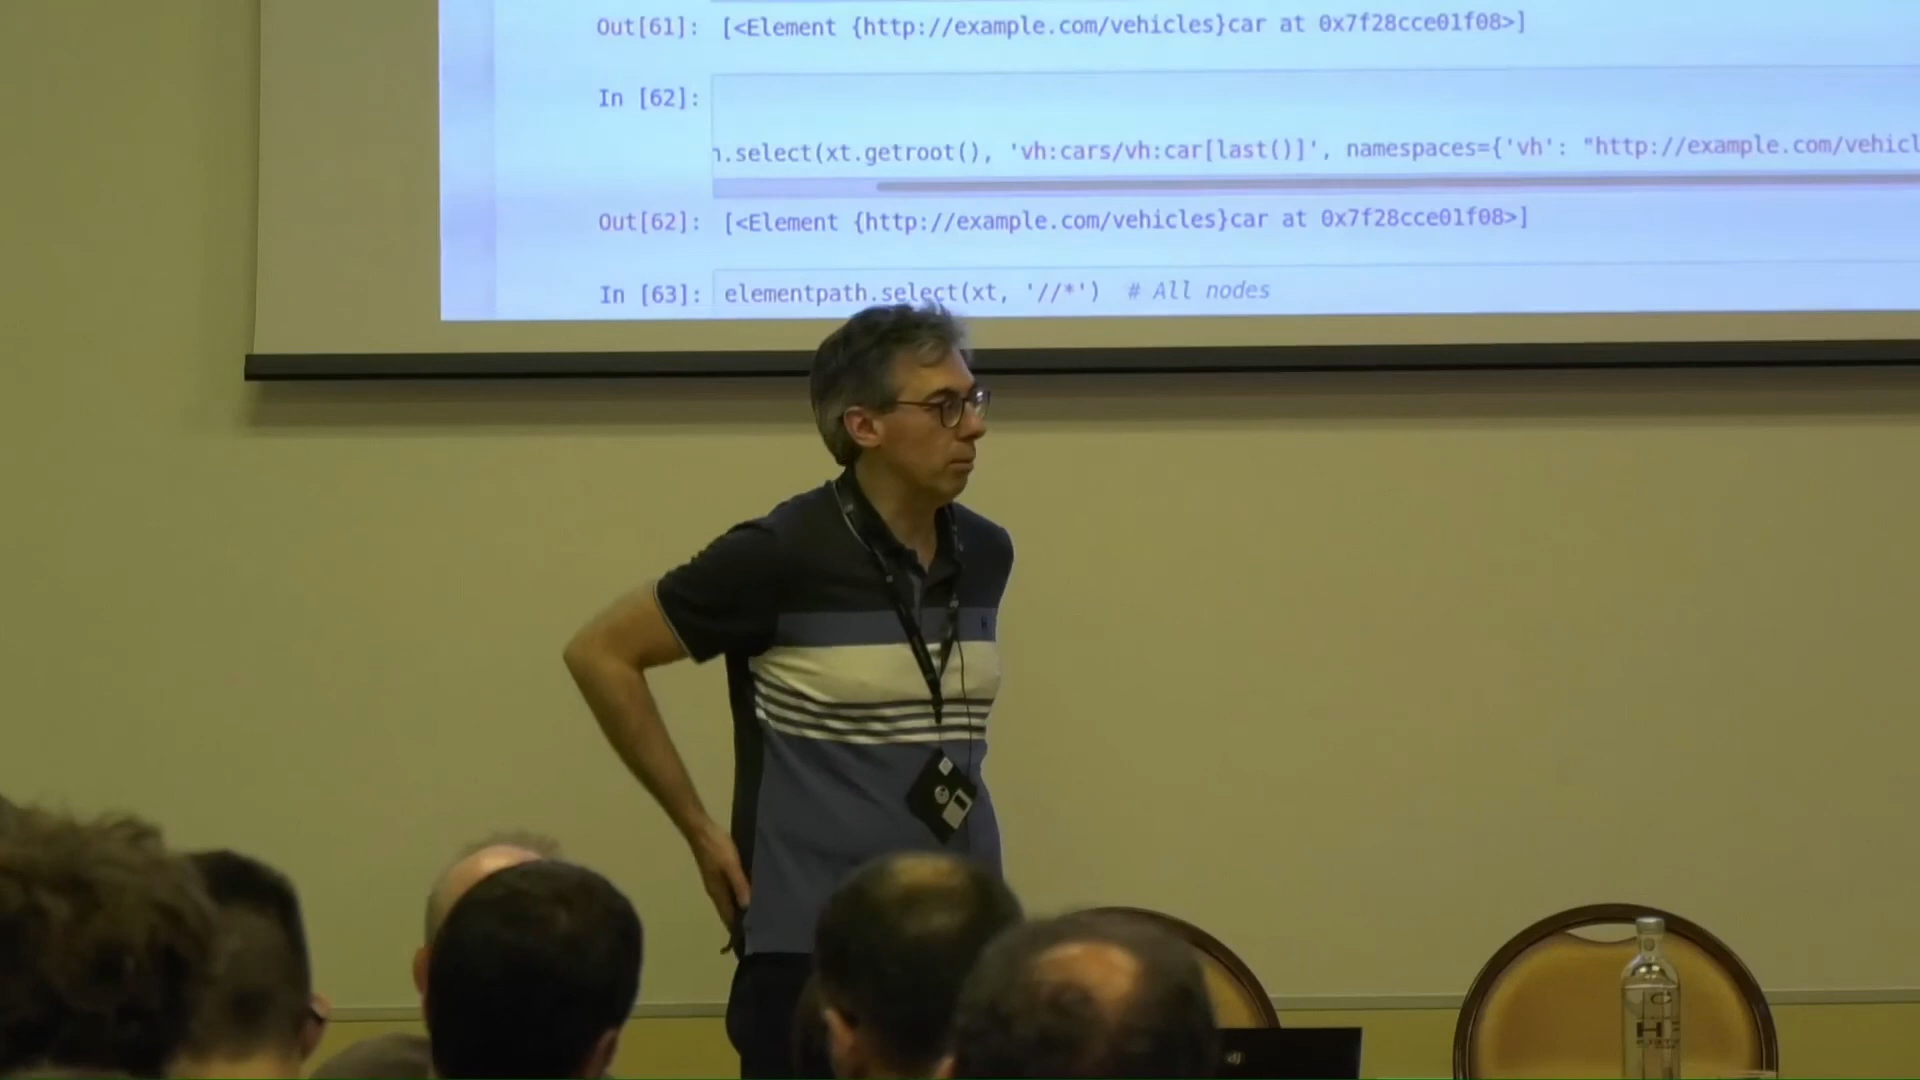 Out[61]: [<Element {http://example.com/vehicles}car at 0x7f28cce01f08>]
In [62]:
.select(xt.getroot(), 'vh:cars/vh:car[last()]', namespaces={'vh': "http://example.com/vehicl
Out[62]: [<Element {http://example.com/vehicles}car at 0x7f28cce01f08>]
In [63]: elementpath.select(xt, '//*') # All nodes